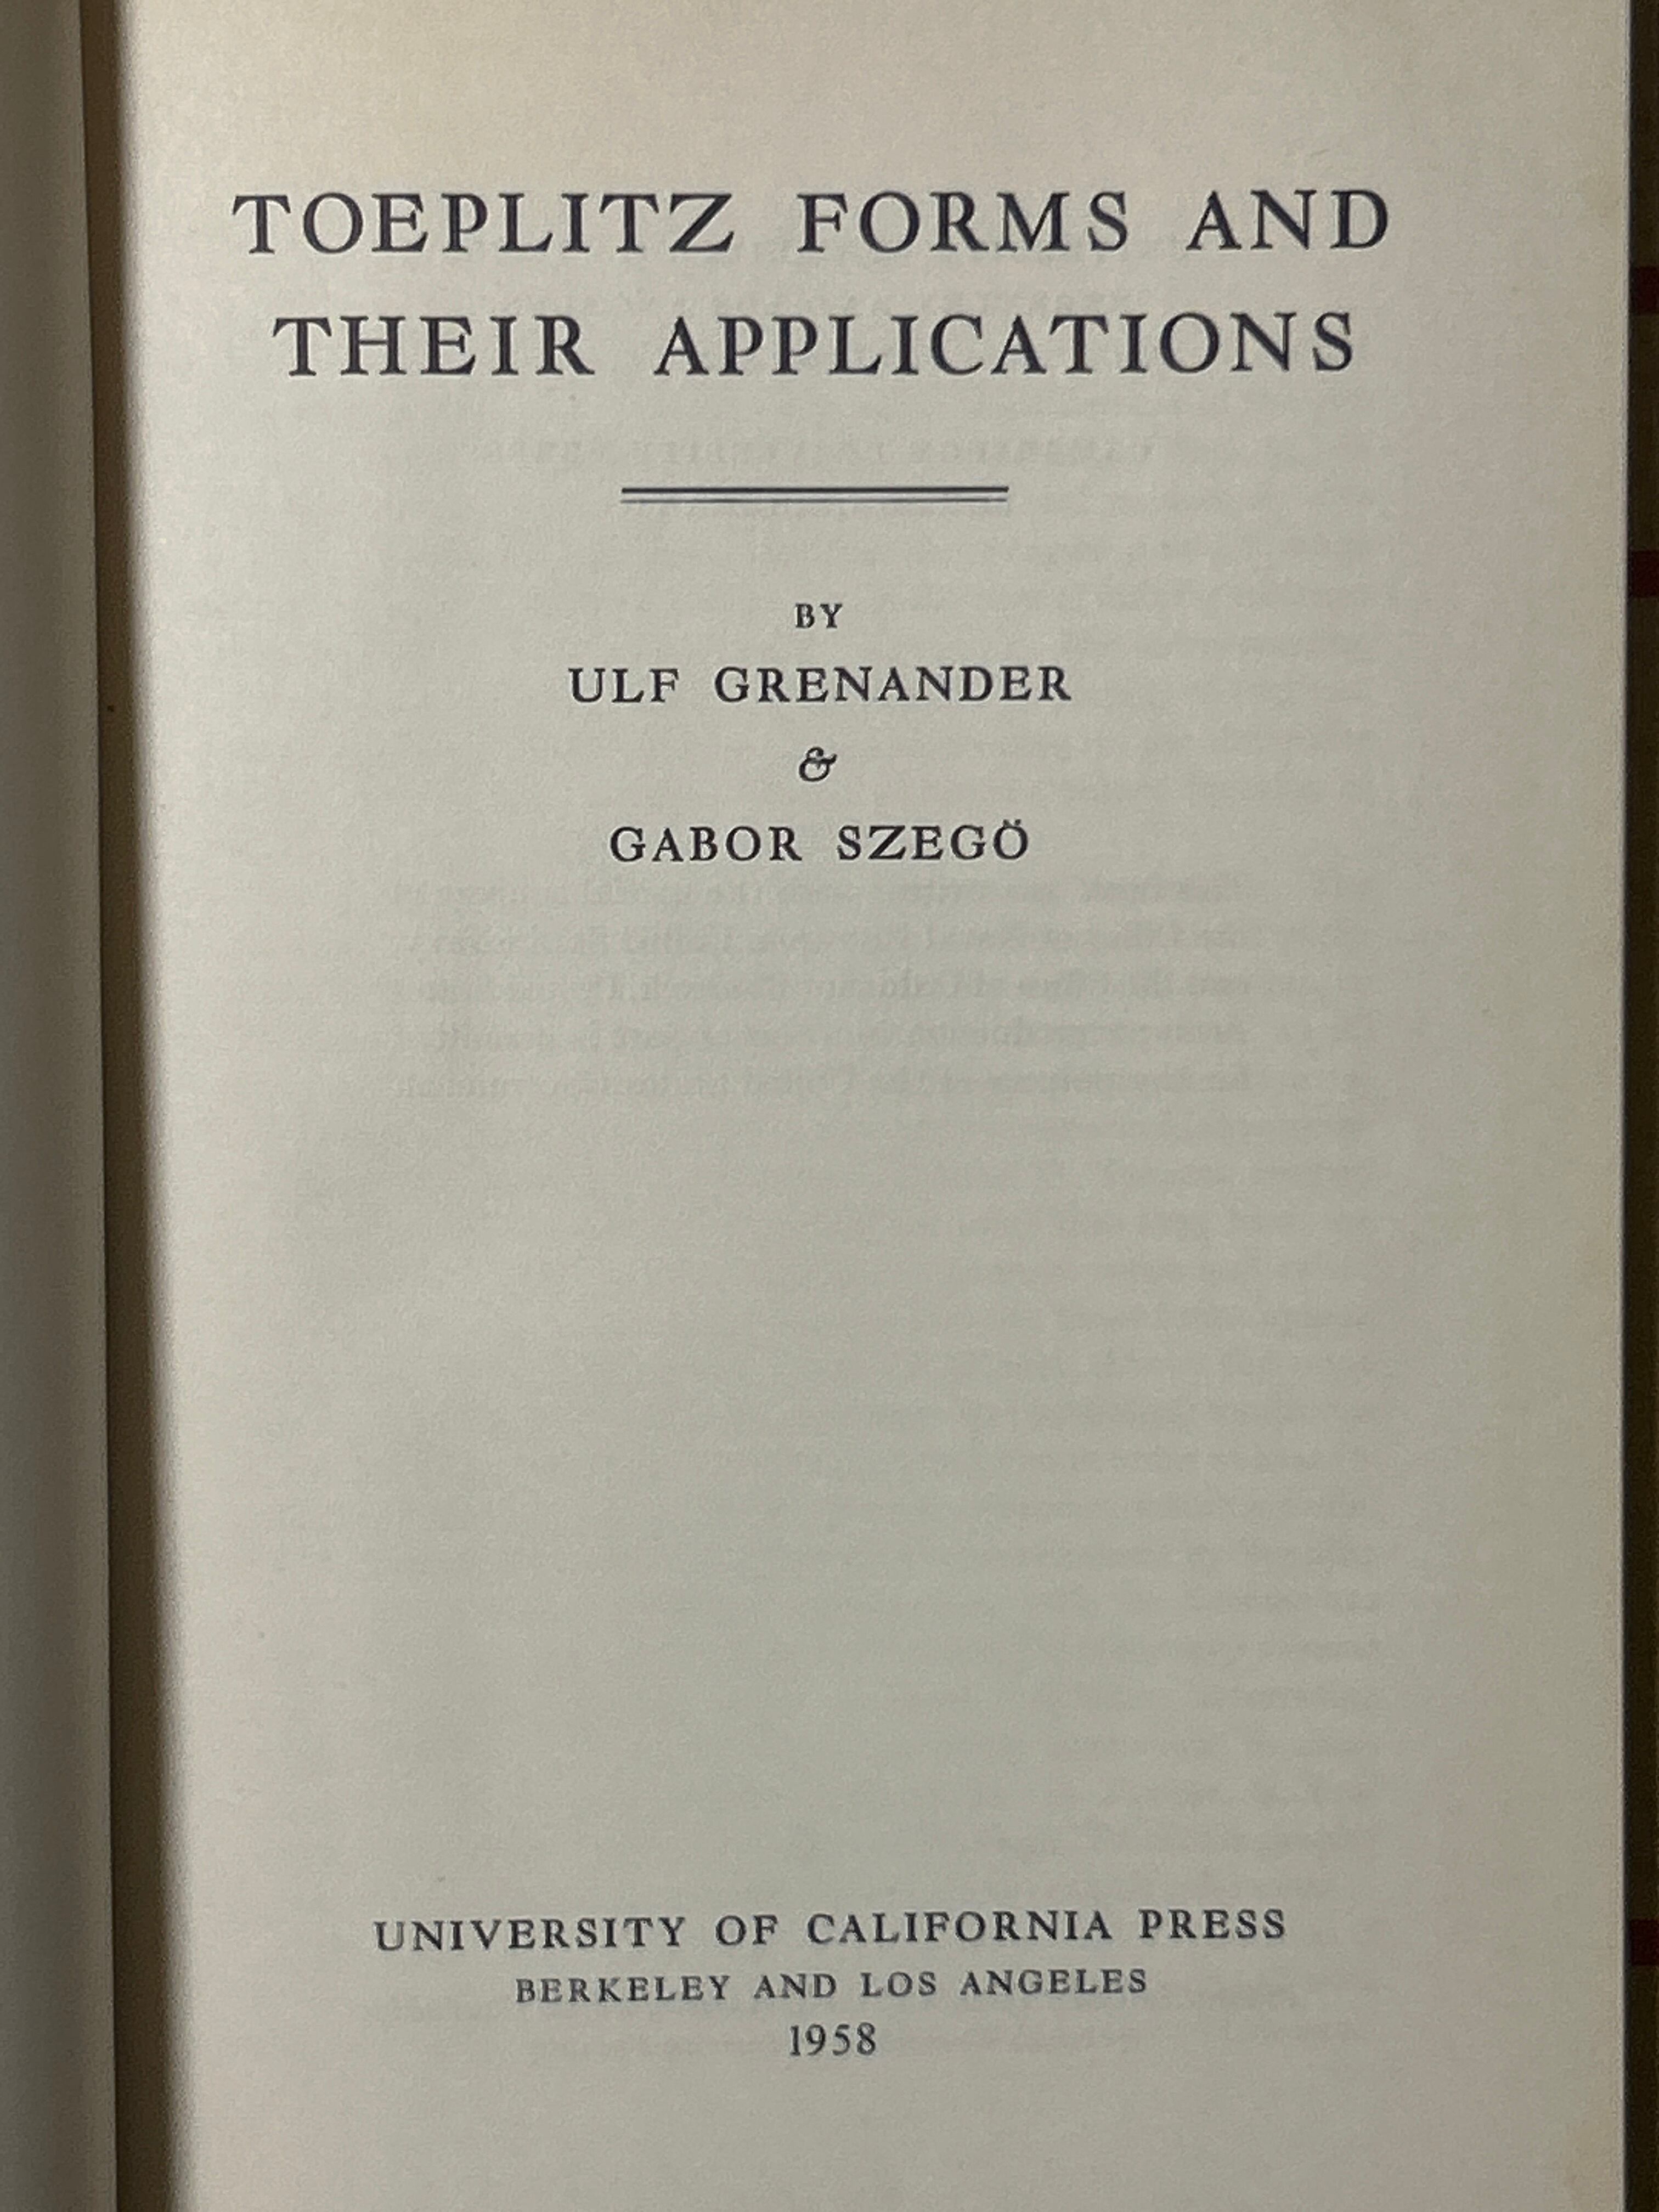 TOEPLITZ FORMS AND
THEIR APPLICATIONS
BY
ULF GRENANDER
&
GABOR SZEGÖ
UNIVERSITY OF CALIFORNIA PRESS
BERKELEY AND LOS ANGELES
1958